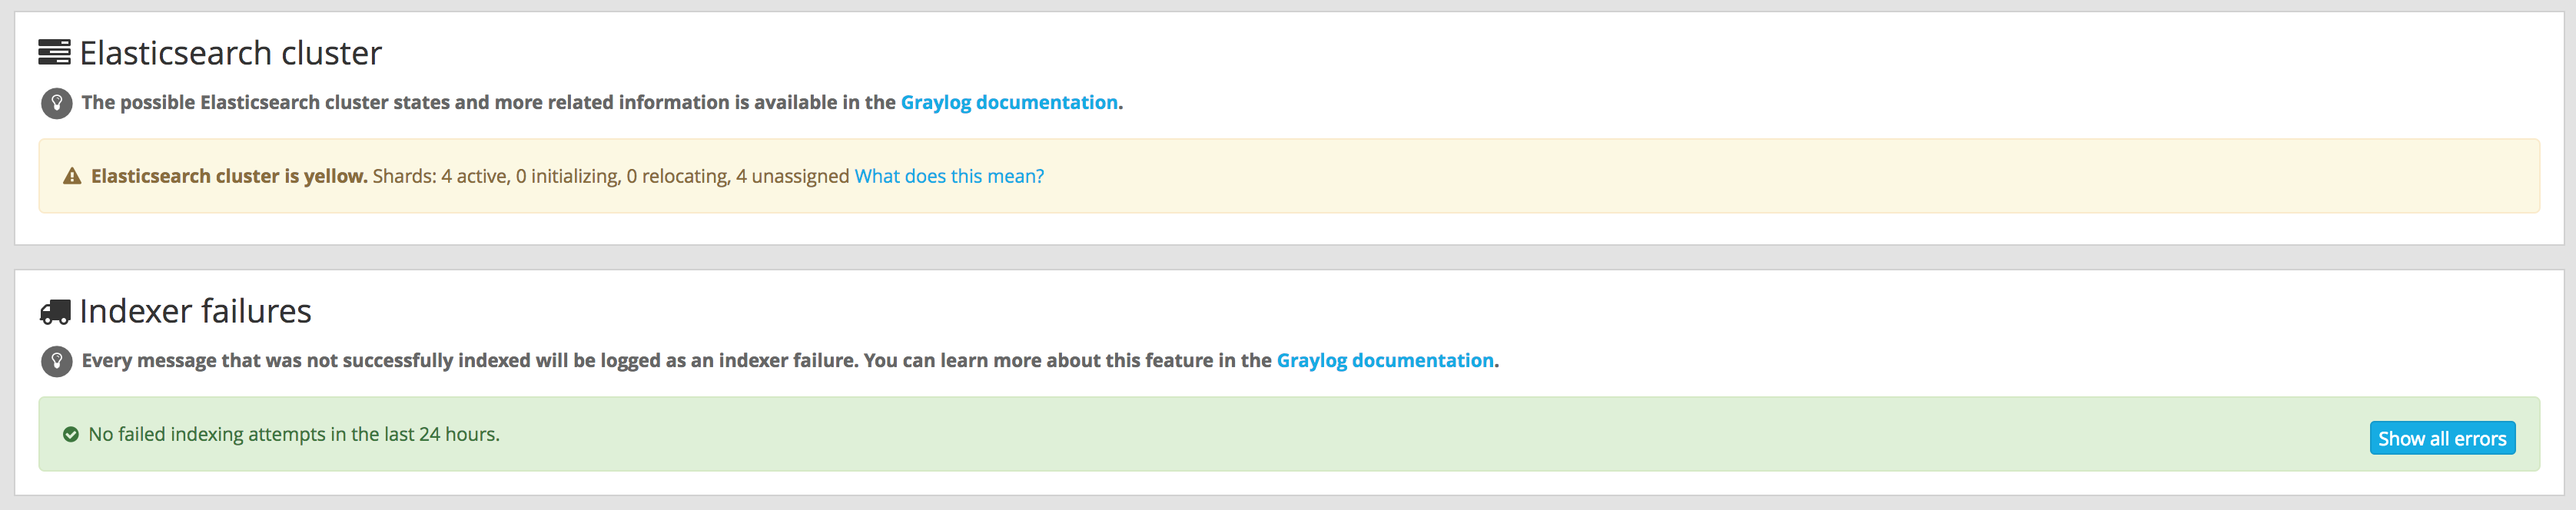 Elasticsearch cluster
The possible Elasticsearch cluster states and more related information is available in the Graylog documentation.
Elasticsearch cluster is yellow. Shards: 4 active, 0 initializing, 0 relocating, 4 unassigned What does this mean?
Indexer failures
Every message that was not successfully indexed will be logged as an indexer failure. You can learn more about this feature in the Graylog documentation.
No failed indexing attempts in the last 24 hours.
Show all errors